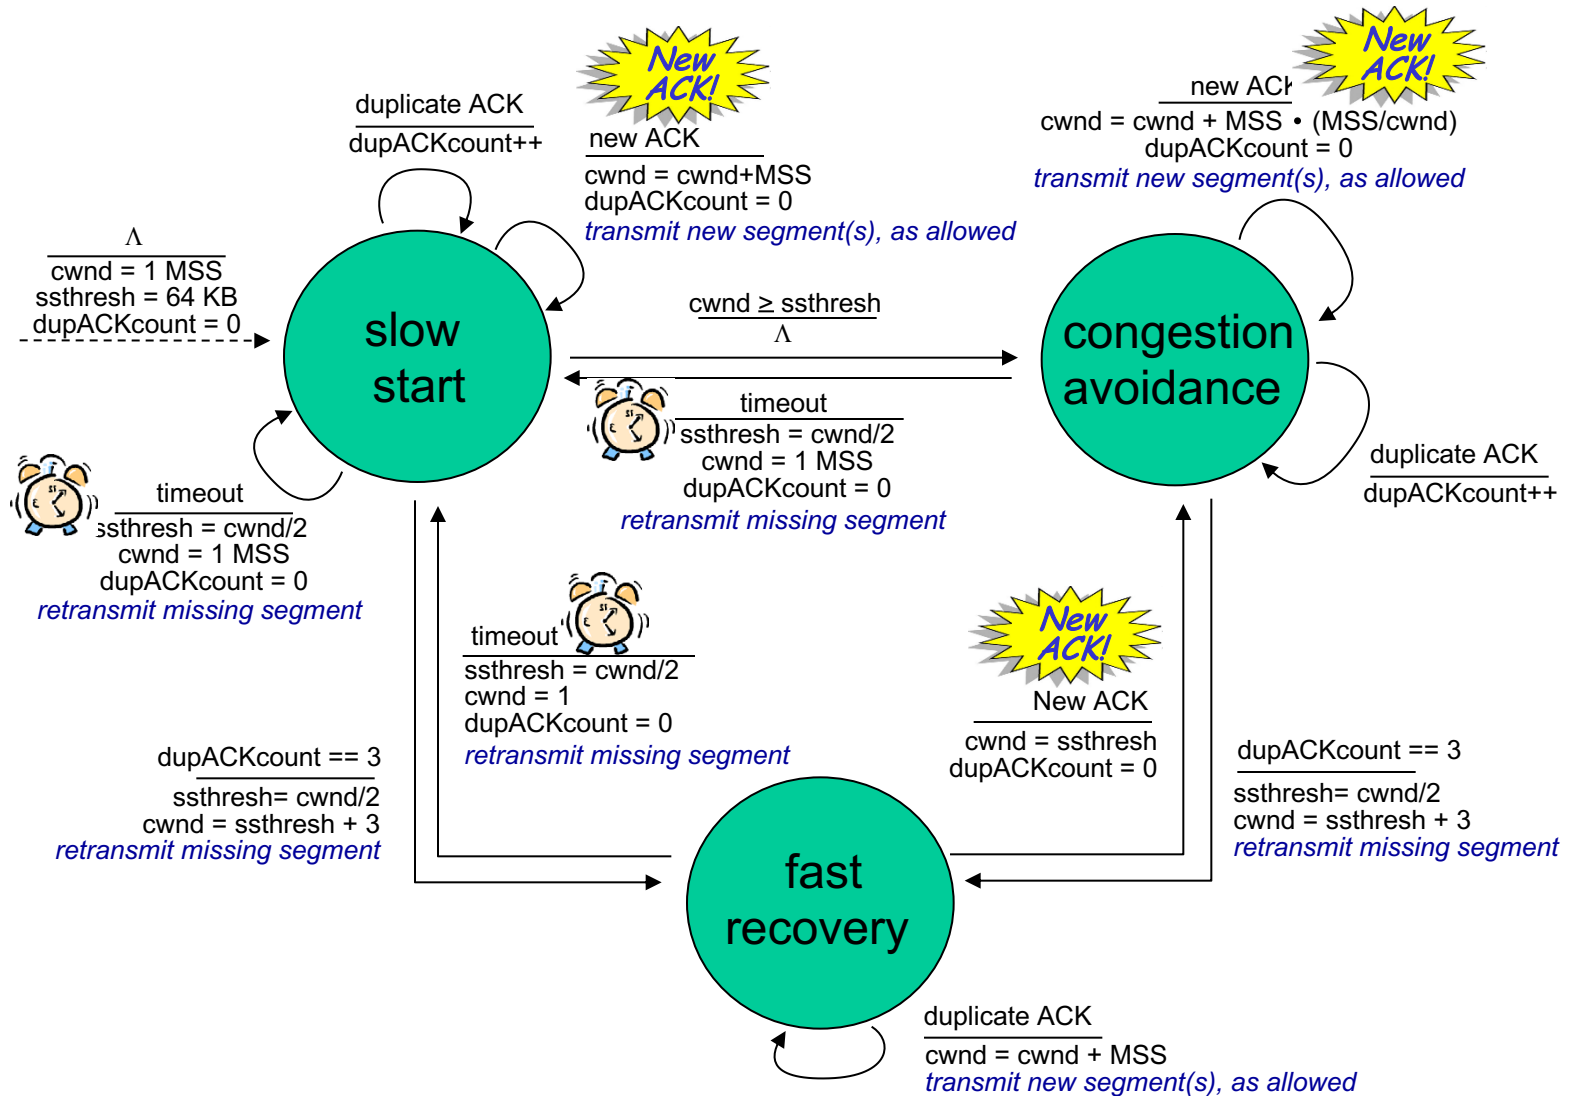 New
ACK!
New
ACK!
duplicate ACK
dupACKcount++
new ACK
cwnd = cwnd+MSS
dupACKcount = 0
transmit new segment(s), as allowed
new ACK
cwnd = cwnd + MSS • (MSS/cwnd)
dupACKcount = 0
transmit new segment(s), as allowed
Λ
cwnd = 1 MSS
ssthresh = 64 KB
dupACKcount = 0
slow
start
cwnd ≥ ssthresh
Λ
congestion
avoidance
timeout
ssthresh = cwnd/2
cwnd = 1 MSS
dupACKcount = 0
retransmit missing segment
duplicate ACK
dupACKcount++
timeout
ssthresh = cwnd/2
cwnd = 1 MSS
dupACKcount = 0
retransmit missing segment
timeout
ssthresh = cwnd/2
cwnd = 1
dupACKcount = 0
retransmit missing segment
New
ACK!
New ACK
cwnd = ssthresh
dupACKcount = 0
dupACKcount == 3
ssthresh= cwnd/2
cwnd = ssthresh + 3
retransmit missing segment
dupACKcount == 3
ssthresh= cwnd/2
cwnd = ssthresh + 3
retransmit missing segment
fast
recovery
duplicate ACK
cwnd = cwnd + MSS
transmit new segment(s), as allowed